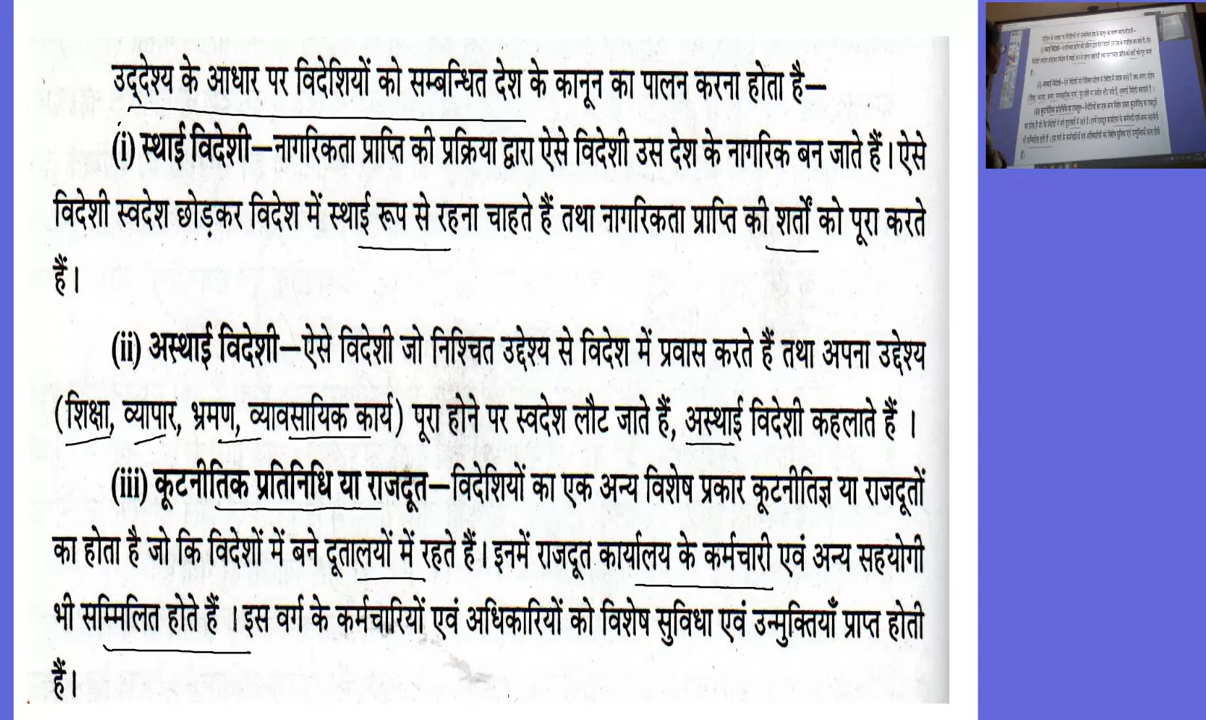 उद्देश्य के आधार पर विदेशियों को सम्बन्धित देश के कानून का पालन करना होता है—
(i) स्थाई विदेशी—नागरिकता प्राप्ति की प्रक्रिया द्वारा ऐसे विदेशी उस देश के नागरिक बन जाते हैं। ऐसे
विदेशी स्वदेश छोड़कर विदेश में स्थाई रूप से रहना चाहते हैं तथा नागरिकता प्राप्ति की शर्तों को पूरा करते
हैं।
(ii) अस्थाई विदेशी—ऐसे विदेशी जो निश्चित उद्देश्य से विदेश में प्रवास करते हैं तथा अपना उद्देश्य
(शिक्षा, व्यापार, भ्रमण, व्यावसायिक कार्य) पूरा होने पर स्वदेश लौट जाते हैं, अस्थाई विदेशी कहलाते हैं ।
(iii) कूटनीतिक प्रतिनिधि या राजदूत—विदेशियों का एक अन्य विशेष प्रकार कूटनीतिज्ञ या राजदूतों
का होता है जो कि विदेशों में बने दूतालयों में रहते हैं। इनमें राजदूत कार्यालय के कर्मचारी एवं अन्य सहयोगी
भी सम्मिलित होते हैं । इस वर्ग के कर्मचारियों एवं अधिकारियों को विशेष सुविधा एवं उन्मुक्तियाँ प्राप्त होती
हैं।